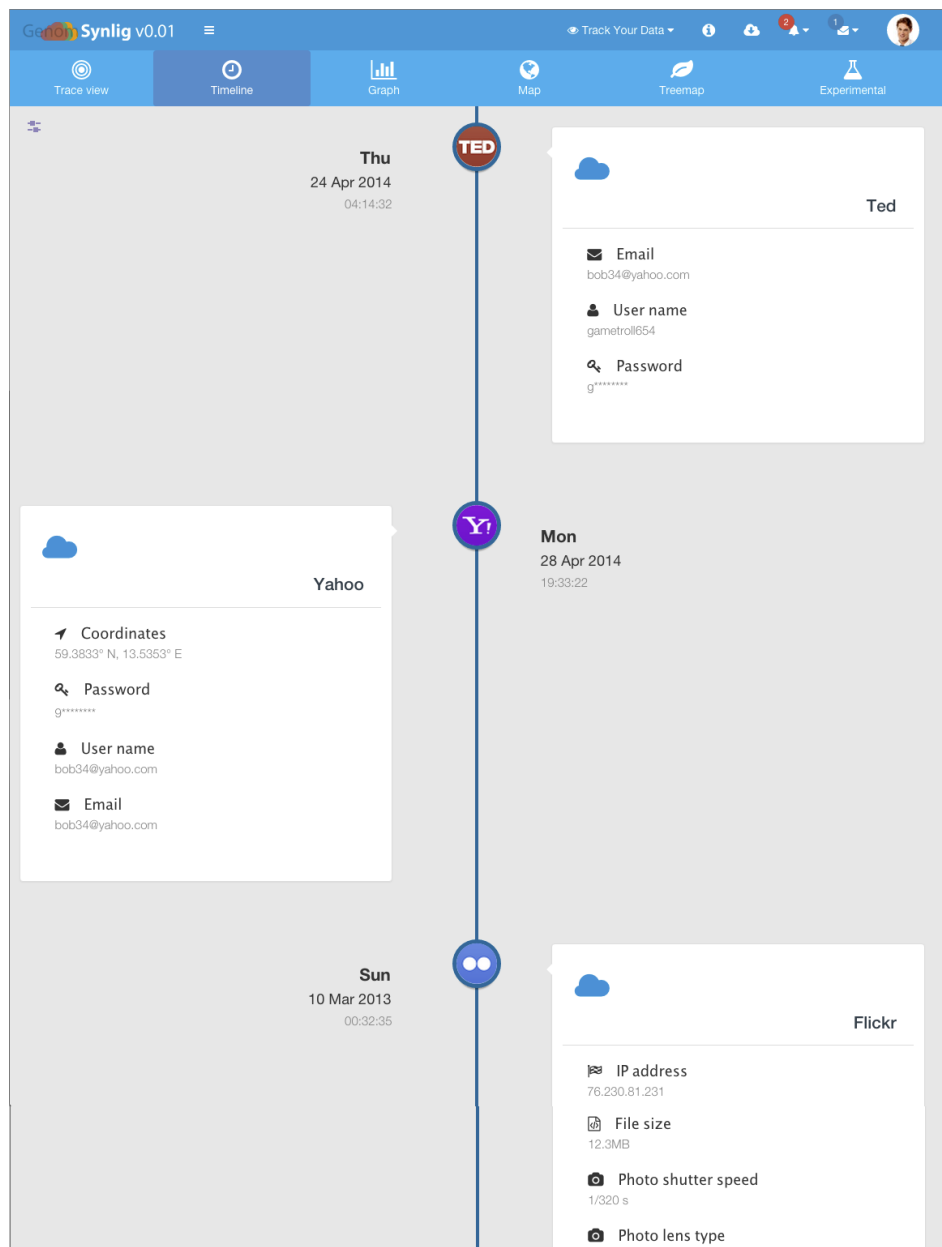 Genom Synlig v0.01
Track Your Data
2
1
Trace view
Timeline
Graph
Map
Treemap
Experimental
TED
Thu
24 Apr 2014
04:14:32
Ted
Email
bob34@yahoo.com
User name
gametroll654
Password
g********
Y!
Mon
28 Apr 2014
19:33:22
Yahoo
Coordinates
59.3833° N, 13.5353° E
Password
g********
User name
bob34@yahoo.com
Email
bob34@yahoo.com
Sun
10 Mar 2013
00:32:35
Flickr
IP address
76.230.81.231
File size
12.3MB
Photo shutter speed
1/320 s
Photo lens type